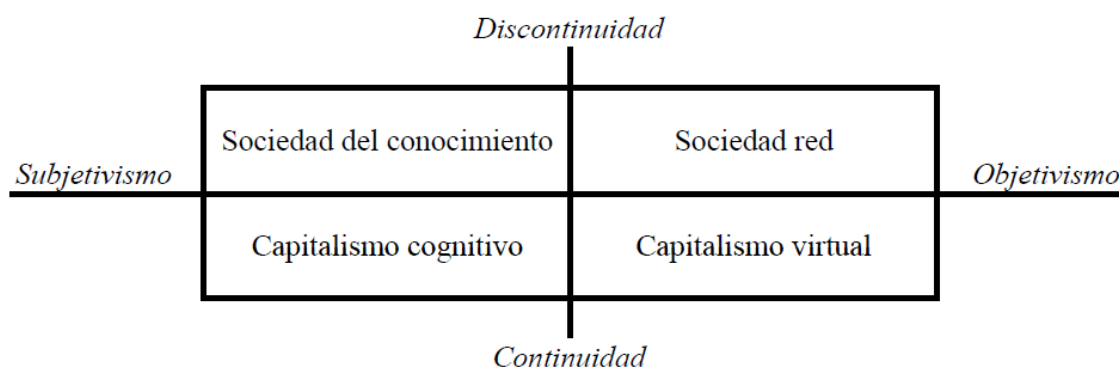 Discontinuidad
Sociedad del conocimiento
Sociedad red
Subjetivismo
Objetivismo
Capitalismo cognitivo
Capitalismo virtual
Continuidad